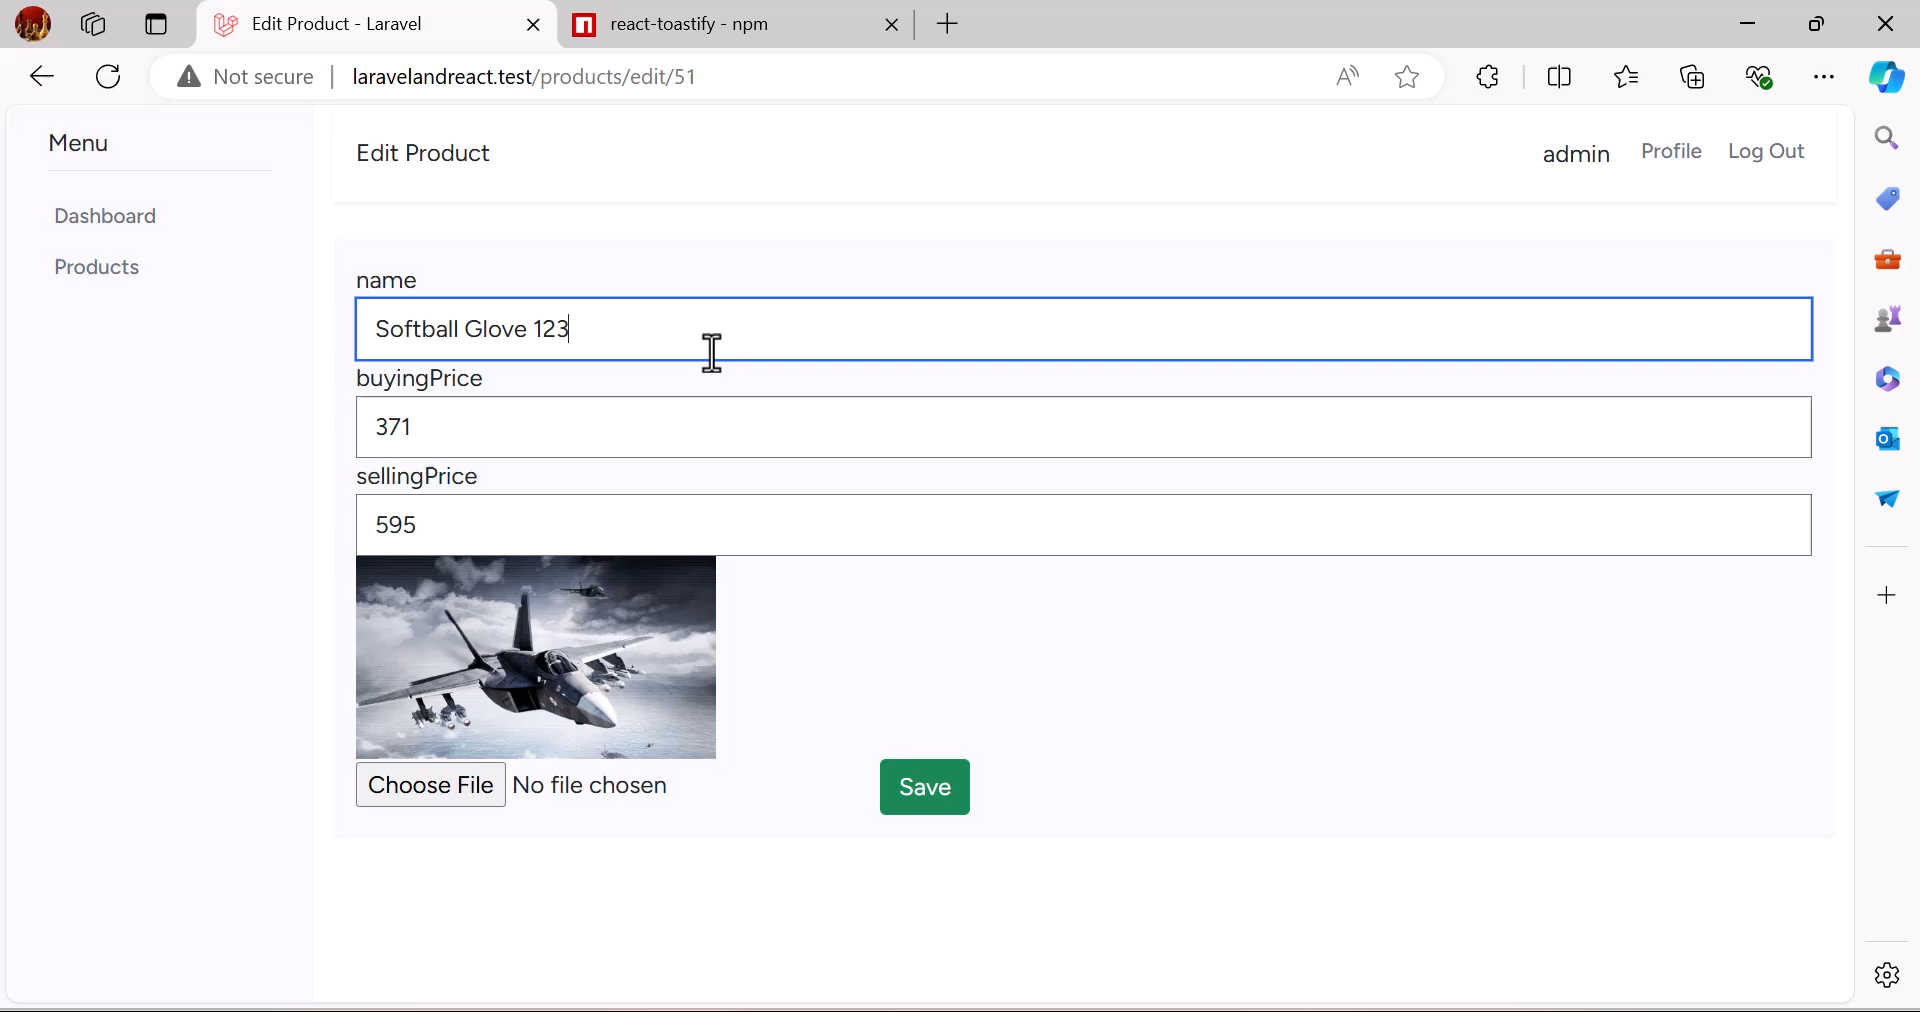 Edit Product - Laravel
react-toastify - npm
Not secure
laravelandreact.test/products/edit/51
Menu
Dashboard
Products
Edit Product
admin
Profile
Log Out
name
Softball Glove 123
buyingPrice
371
sellingPrice
595
Choose File No file chosen
Save